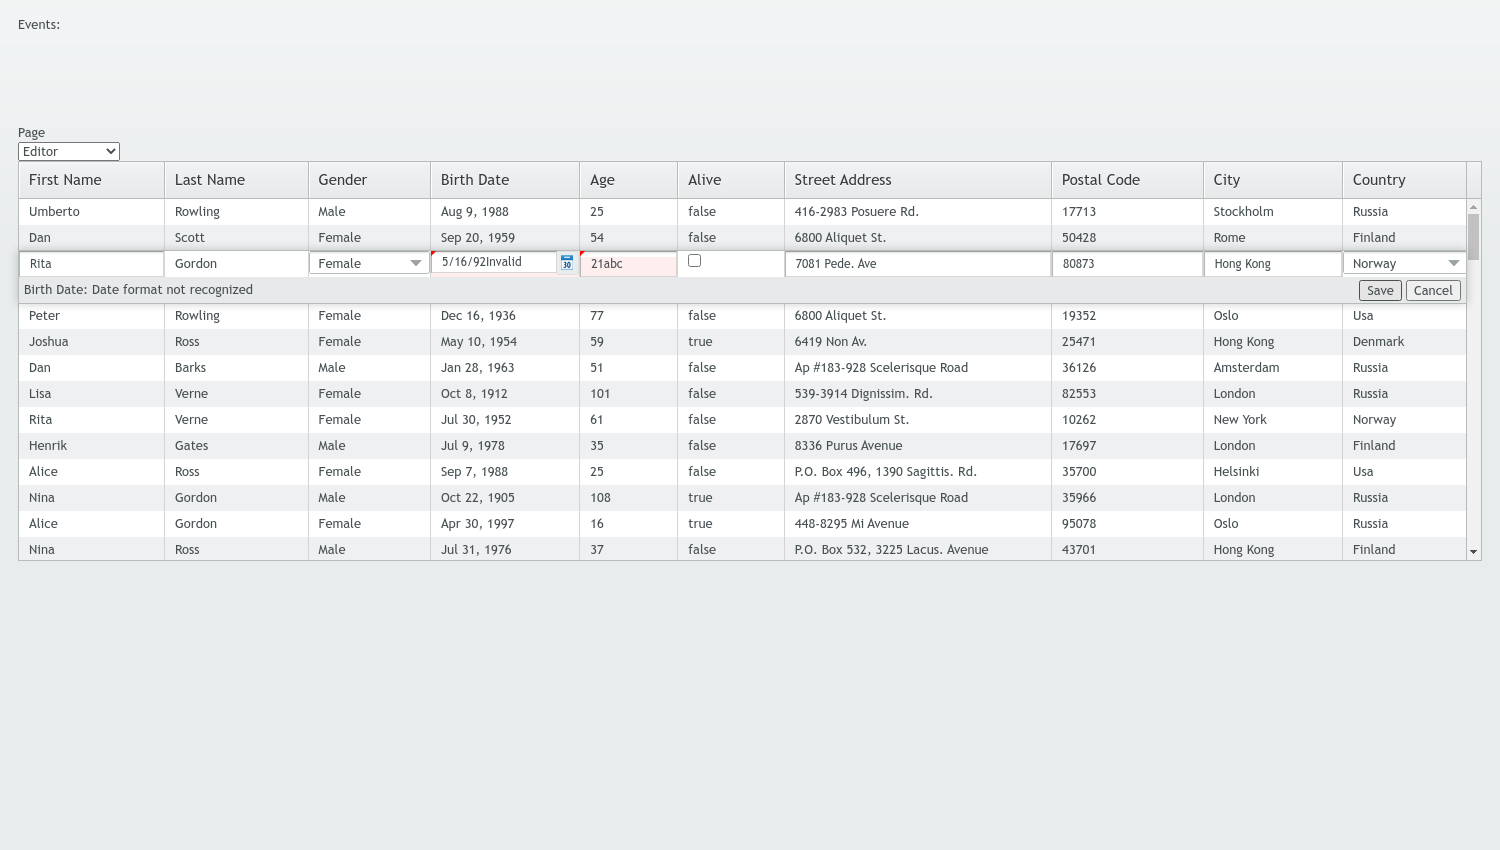 Events:
Page
Editor
First Name Last Name Gender Birth Date Age Alive Street Address Postal Code City Country
Umberto Rowling Male Aug 9, 1988 25 false 416-2983 Posuere Rd. 17713 Stockholm Russia
Dan Scott Female Sep 20, 1959 54 false 6800 Aliquet St. 50428 Rome Finland
Rita Gordon Female 5/16/92Invalid 30 21abc 7081 Pede. Ave 80873 Hong Kong Norway
Birth Date: Date format not recognized Save Cancel
Peter Rowling Female Dec 16, 1936 77 false 6800 Aliquet St. 19352 Oslo Usa
Joshua Ross Female May 10, 1954 59 true 6419 Non Av. 25471 Hong Kong Denmark
Dan Barks Male Jan 28, 1963 51 false Ap #183-928 Scelerisque Road 36126 Amsterdam Russia
Lisa Verne Female Oct 8, 1912 101 false 539-3914 Dignissim. Rd. 82553 London Russia
Rita Verne Female Jul 30, 1952 61 false 2870 Vestibulum St. 10262 New York Norway
Henrik Gates Male Jul 9, 1978 35 false 8336 Purus Avenue 17697 London Finland
Alice Ross Female Sep 7, 1988 25 false P.O. Box 496, 1390 Sagittis. Rd. 35700 Helsinki Usa
Nina Gordon Male Oct 22, 1905 108 true Ap #183-928 Scelerisque Road 35966 London Russia
Alice Gordon Female Apr 30, 1997 16 true 448-8295 Mi Avenue 95078 Oslo Russia
Nina Ross Male Jul 31, 1976 37 false P.O. Box 532, 3225 Lacus. Avenue 43701 Hong Kong Finland